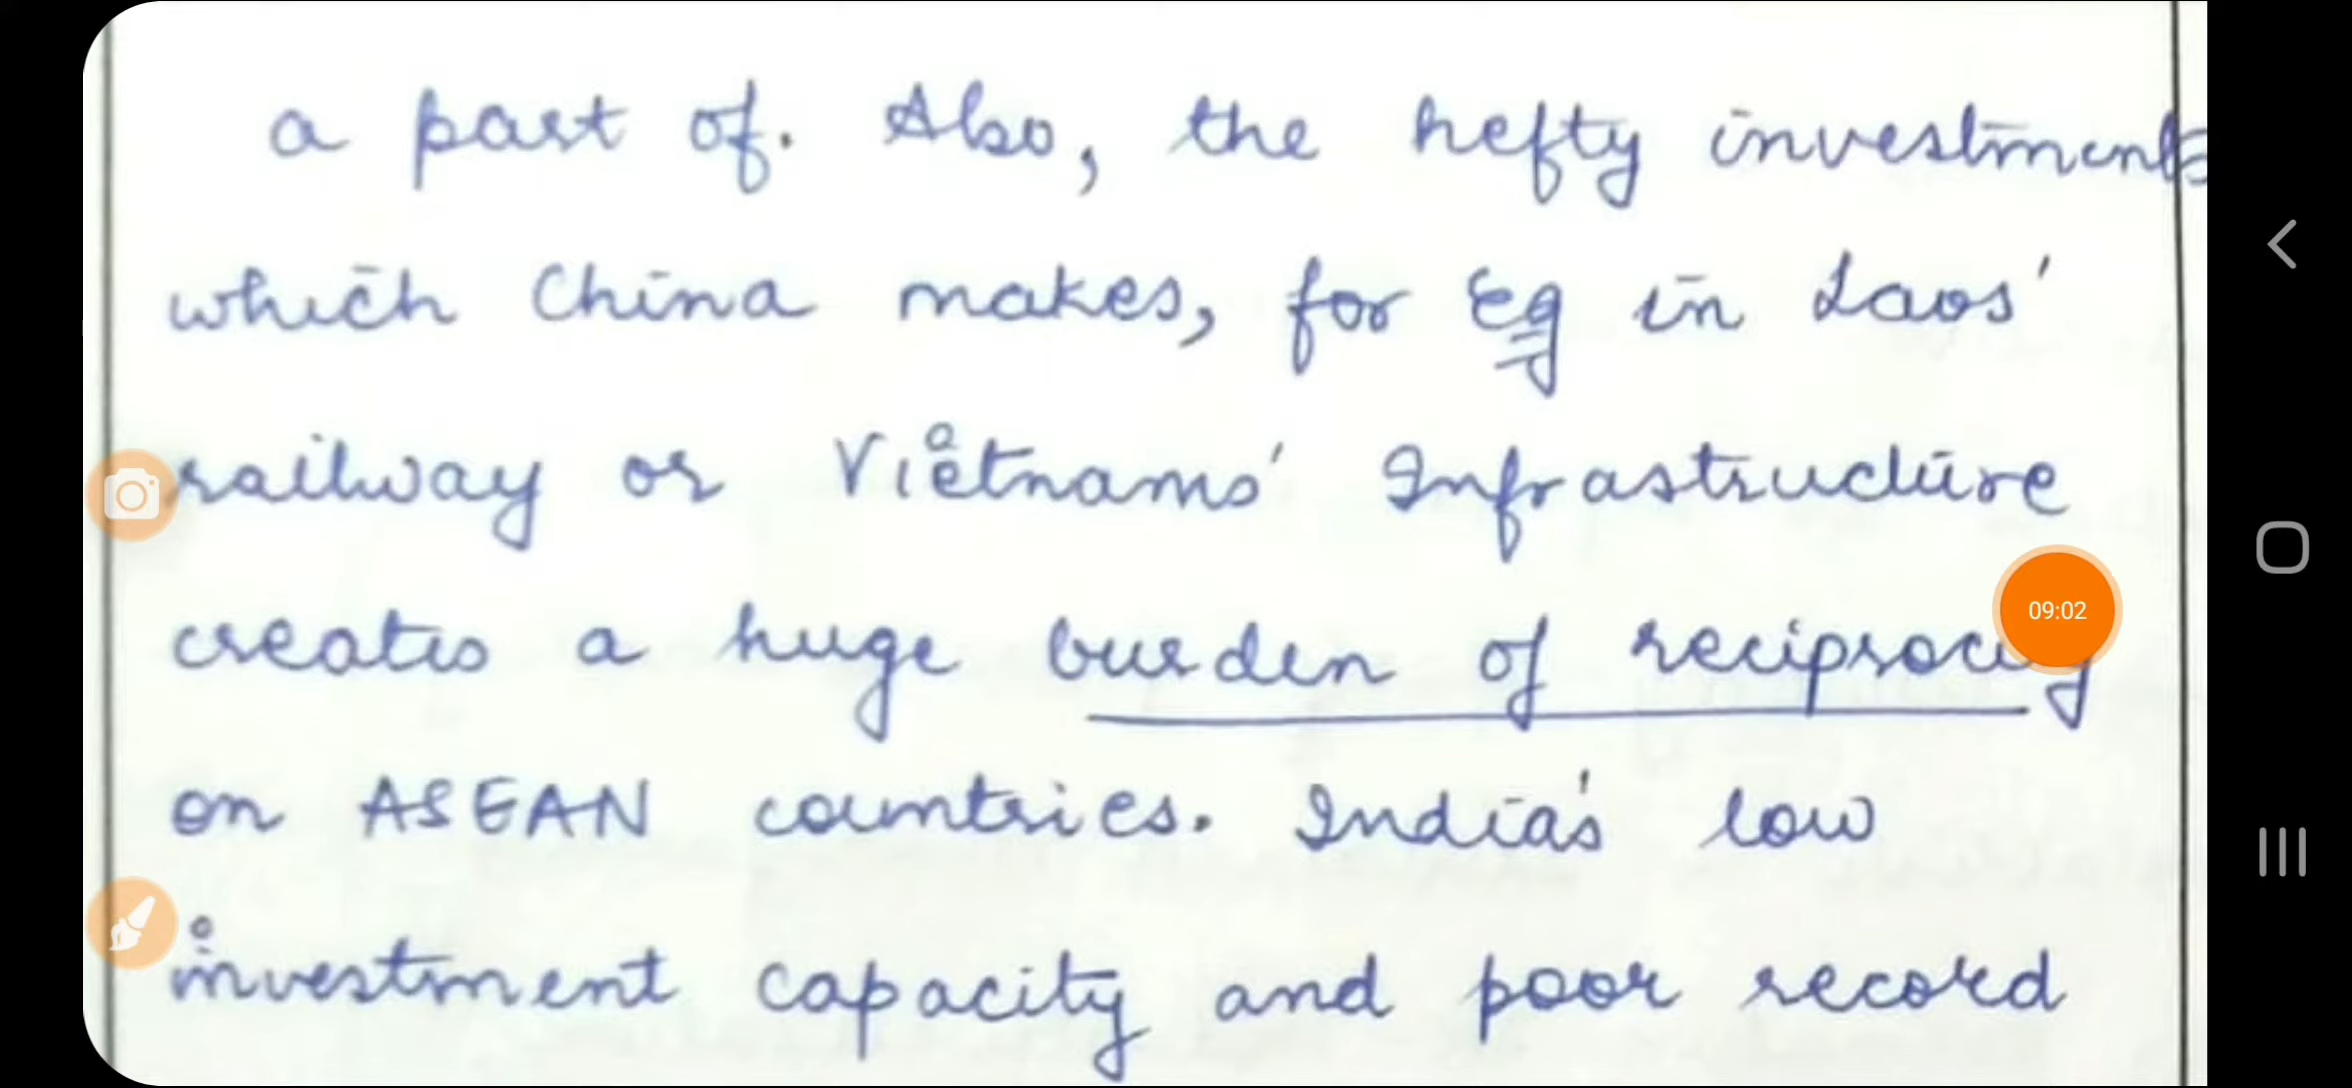 a part of. Also, the hefty investments
which China makes, for Eg in Laos'
railway or Vietnams' Infrastructure
creates a huge burden of reciprocity
09:02
on ASEAN countries. India's low
investment capacity and poor record